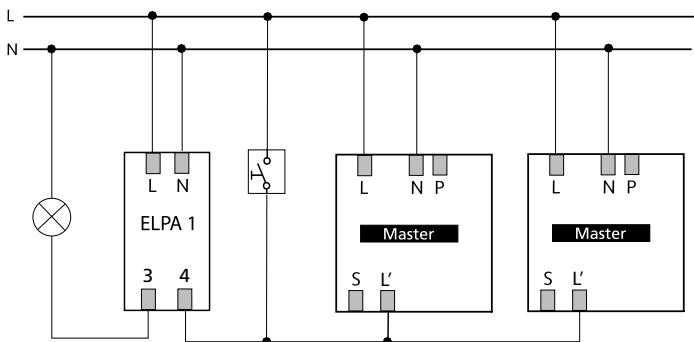 L
N
L N
ELPA 1
3 4
L N P
Master
S L’
L N P
Master
S L’